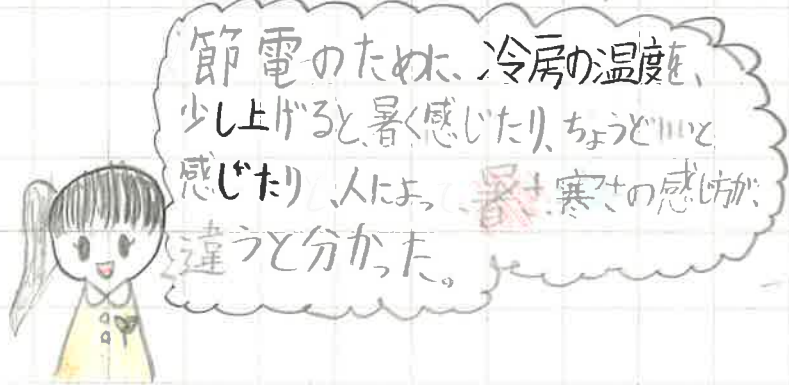 節電のために、冷房の温度を、
少し上げると、暑く感じたり、ちょうどいいと
感じたり、人によって、暑さ、寒さの感じ方が、
違うと分かった。